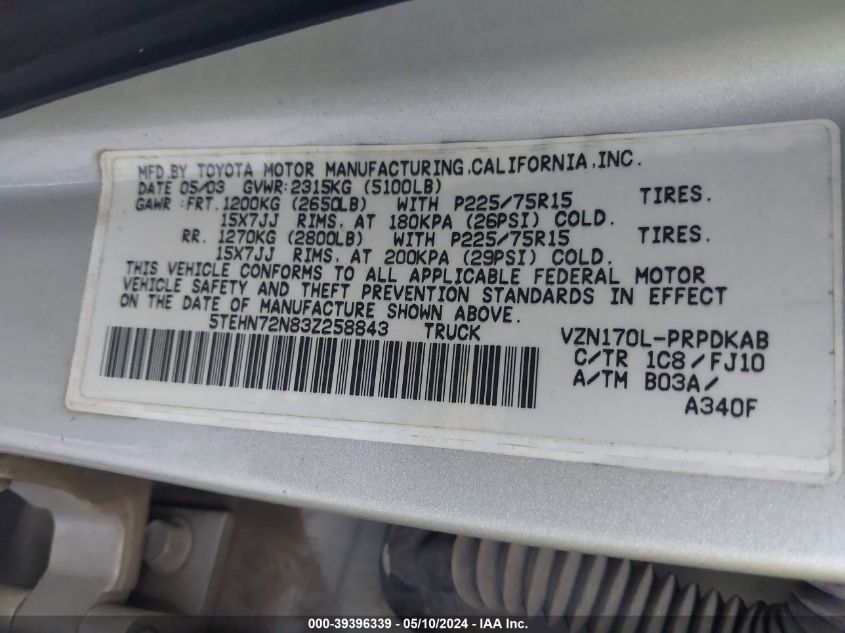 MFD.BY TOYOTA MOTOR MANUFACTURING.CALIFORNIA.INC.
DATE 05/03 GVWR:2315KG (5100LB)
GAWR:FRT.1200KG (2650LB) WITH P225/75R15 TIRES.
15X7JJ RIMS, AT 180KPA (26PSI) COLD.
RR. 1270KG (2800LB) WITH P225/75R15 TIRES.
15X7JJ RIMS, AT 200KPA (29PSI) COLD.
THIS VEHICLE CONFORMS TO ALL APPLICABLE FEDERAL MOTOR
VEHICLE SAFETY AND THEFT PREVENTION STANDARDS IN EFFECT
ON THE DATE OF MANUFACTURE SHOWN ABOVE.
5TEHN72N83Z258843 TRUCK VZN170L-PRPDKAB
C/TR 1C8/FJ10
A/TM B03A/
A340F
000-39396339 — 05/10/2024 - IAA Inc.